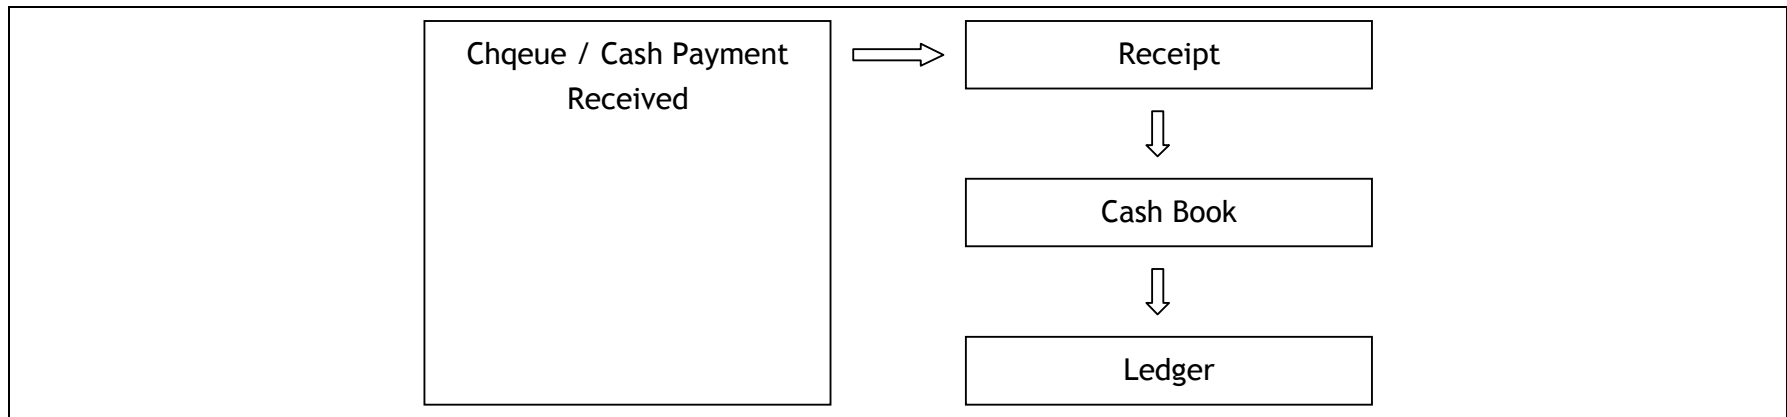 Chqeue / Cash Payment
Received
Receipt
Cash Book
Ledger